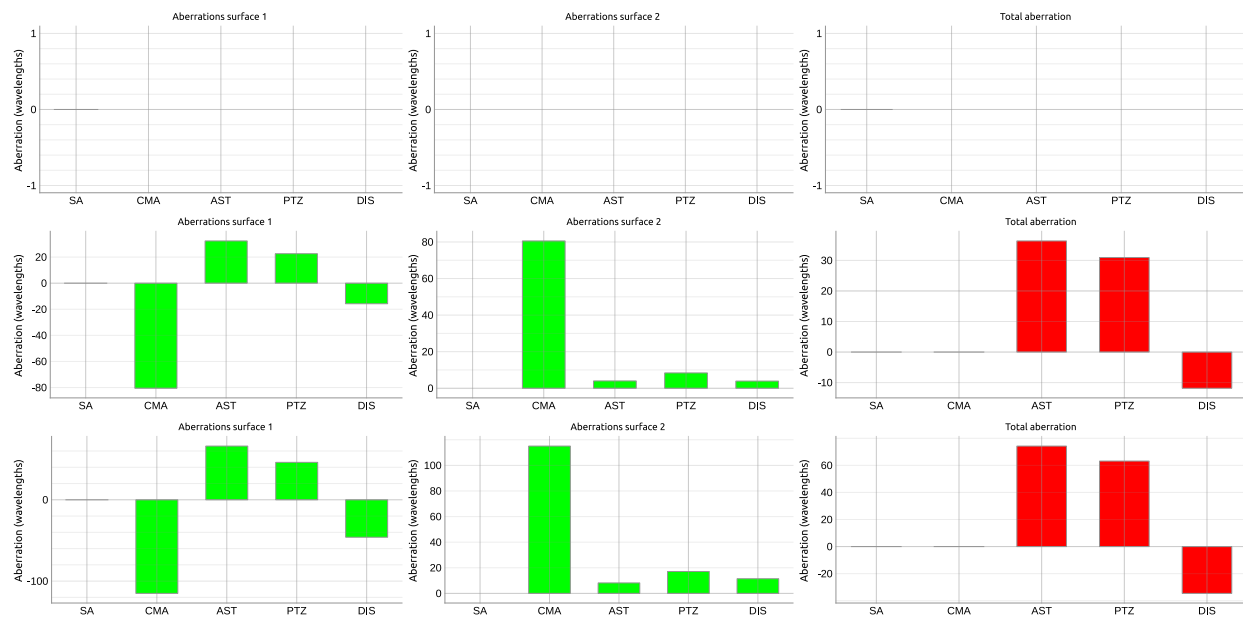 Aberrations surface 1
Aberration (wavelengths)
1
0
-1
SA CMA AST PTZ DIS
Aberrations surface 2
Aberration (wavelengths)
1
0
-1
SA CMA AST PTZ DIS
Total aberration
Aberration (wavelengths)
1
0
-1
SA CMA AST PTZ DIS
Aberrations surface 1
Aberration (wavelengths)
20
0
-20
-40
-60
-80
SA CMA AST PTZ DIS
Aberrations surface 2
Aberration (wavelengths)
80
60
40
20
0
SA CMA AST PTZ DIS
Total aberration
Aberration (wavelengths)
30
20
10
0
-10
SA CMA AST PTZ DIS
Aberrations surface 1
Aberration (wavelengths)
0
-100
SA CMA AST PTZ DIS
Aberrations surface 2
Aberration (wavelengths)
100
80
60
40
20
0
SA CMA AST PTZ DIS
Total aberration
Aberration (wavelengths)
60
40
20
0
-20
SA CMA AST PTZ DIS